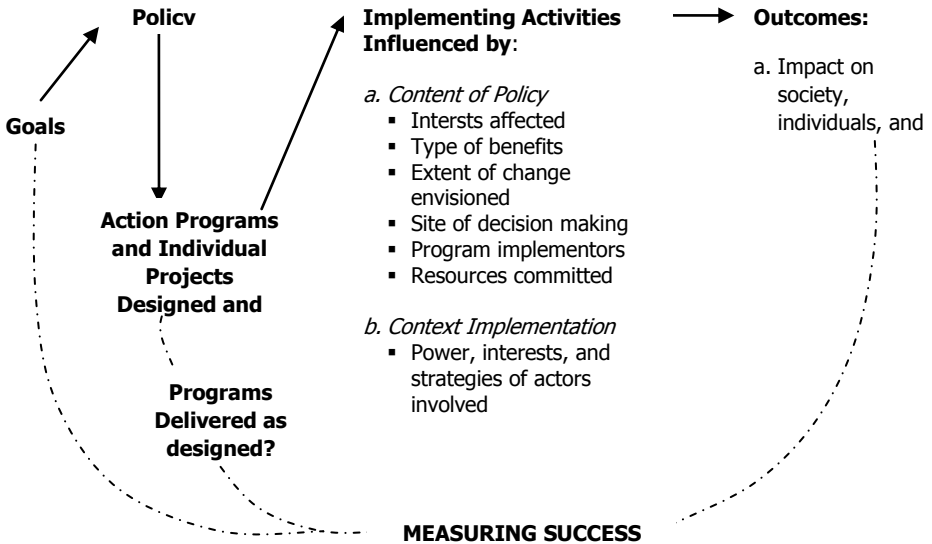 Policy
Goals
Action Programs
and Individual
Projects
Designed and
Programs
Delivered as
designed?
Implementing Activities
Influenced by:
a. Content of Policy
▪ Intersts affected
▪ Type of benefits
▪ Extent of change
envisioned
▪ Site of decision making
▪ Program implementors
▪ Resources committed
b. Context Implementation
▪ Power, interests, and
strategies of actors
involved
Outcomes:
a. Impact on
society,
individuals, and
MEASURING SUCCESS